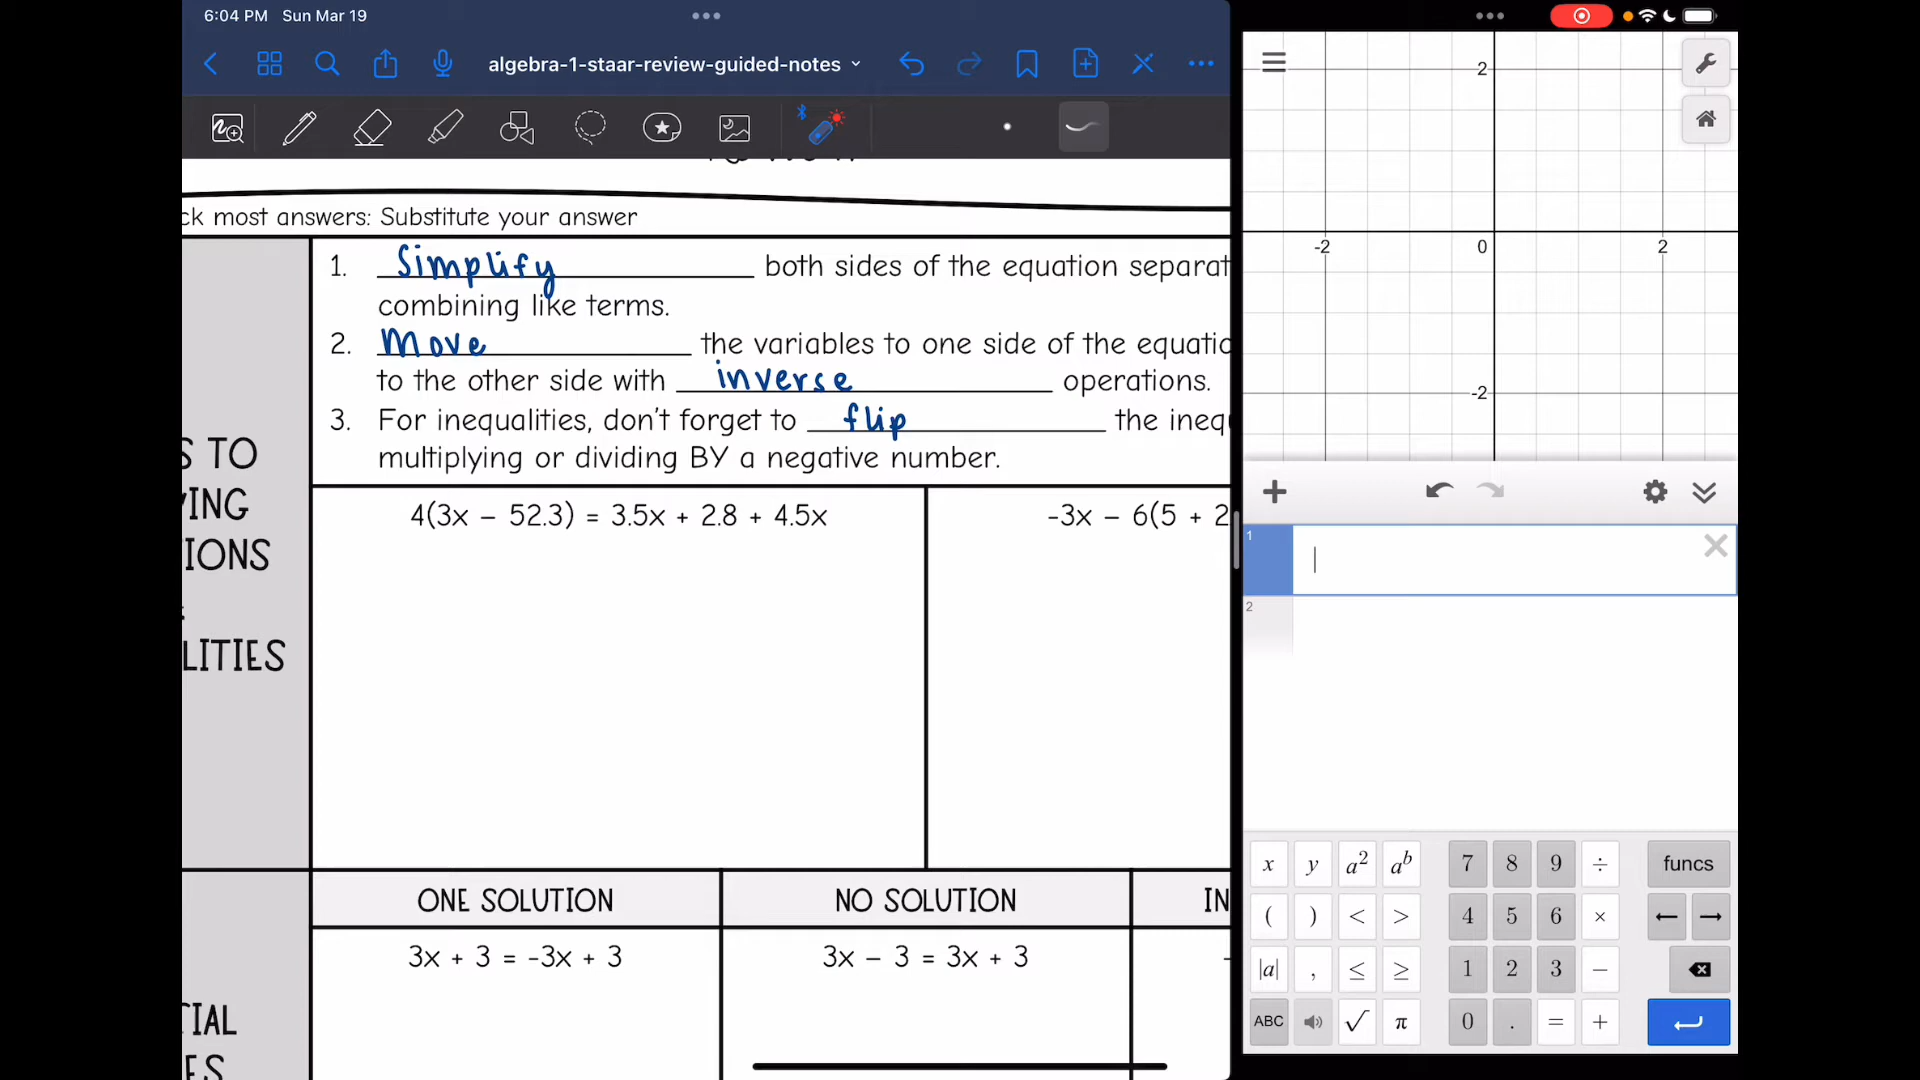 6:04 PM Sun Mar 19
algebra-1-staar-review-guided-notes
ck most answers: Substitute your answer
1. Simplify both sides of the equation separat
combining like terms.
2. Move the variables to one side of the equatio
to the other side with inverse operations.
3. For inequalities, don't forget to flip the inequ
multiplying or dividing BY a negative number.
S TO
VING
IONS
LITIES
4(3x – 52.3) = 3.5x + 2.8 + 4.5x
-3x – 6(5 + 2
ONE SOLUTION
NO SOLUTION
IN
3x + 3 = -3x + 3
3x – 3 = 3x + 3
-
CIAL
ES
2
-2 0 2
-2
1
2
x y a² aᵇ 7 8 9 ÷ funcs
( ) < > 4 5 6 × ← →
|a| , ≤ ≥ 1 2 3 −
ABC √ π 0 . = +